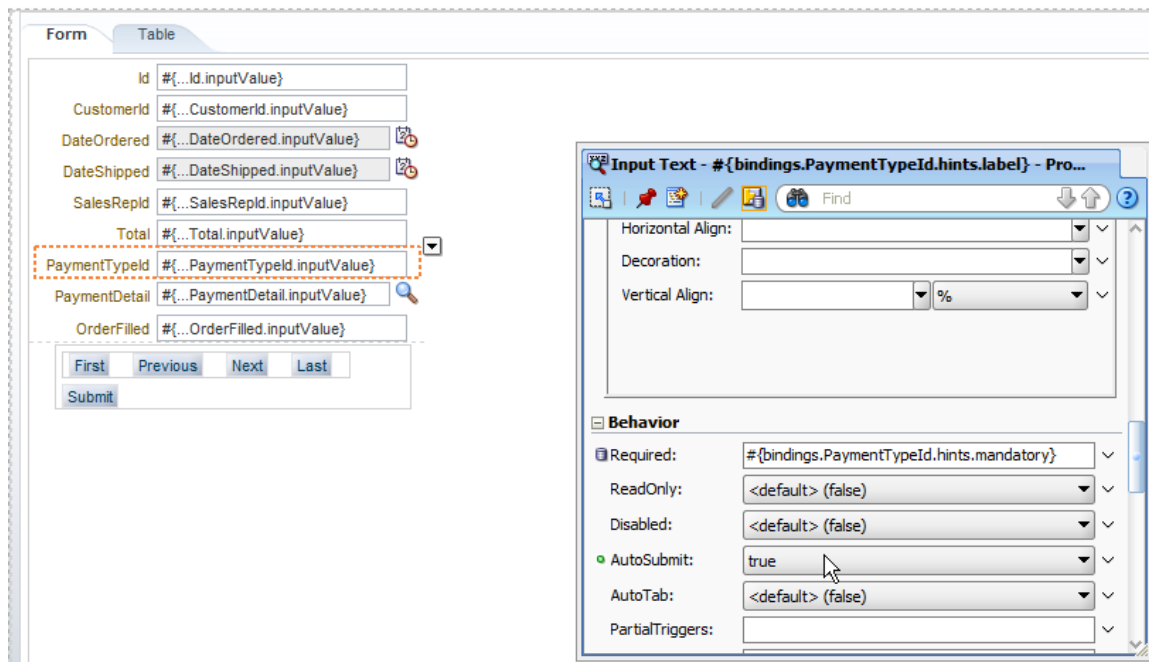 Form Table
Id #{...Id.inputValue}
CustomerId #{...CustomerId.inputValue}
DateOrdered #{...DateOrdered.inputValue}
DateShipped #{...DateShipped.inputValue}
SalesRepId #{...SalesRepId.inputValue}
Total #{...Total.inputValue}
PaymentTypeId #{...PaymentTypeId.inputValue}
PaymentDetail #{...PaymentDetail.inputValue}
OrderFilled #{...OrderFilled.inputValue}
First Previous Next Last
Submit
Input Text - #{bindings.PaymentTypeId.hints.label} - Pro...
Find
Horizontal Align:
Decoration:
Vertical Align: %
Behavior
Required: #{bindings.PaymentTypeId.hints.mandatory}
ReadOnly: <default> (false)
Disabled: <default> (false)
AutoSubmit: true
AutoTab: <default> (false)
PartialTriggers: